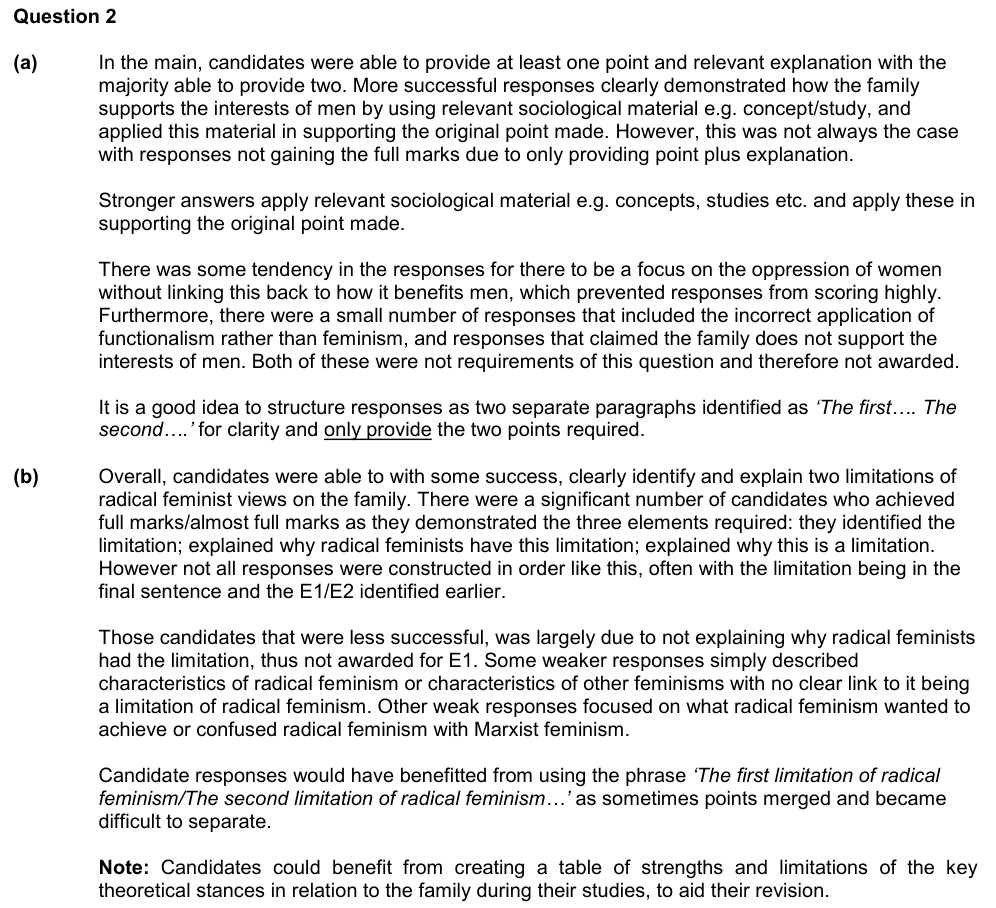 Question 2
(a) In the main, candidates were able to provide at least one point and relevant explanation with the
majority able to provide two. More successful responses clearly demonstrated how the family
supports the interests of men by using relevant sociological material e.g. concept/study, and
applied this material in supporting the original point made. However, this was not always the case
with responses not gaining the full marks due to only providing point plus explanation.
Stronger answers apply relevant sociological material e.g. concepts, studies etc. and apply these in
supporting the original point made.
There was some tendency in the responses for there to be a focus on the oppression of women
without linking this back to how it benefits men, which prevented responses from scoring highly.
Furthermore, there were a small number of responses that included the incorrect application of
functionalism rather than feminism, and responses that claimed the family does not support the
interests of men. Both of these were not requirements of this question and therefore not awarded.
It is a good idea to structure responses as two separate paragraphs identified as ‘The first…. The
second….’ for clarity and only provide the two points required.
(b) Overall, candidates were able to with some success, clearly identify and explain two limitations of
radical feminist views on the family. There were a significant number of candidates who achieved
full marks/almost full marks as they demonstrated the three elements required: they identified the
limitation; explained why radical feminists have this limitation; explained why this is a limitation.
However not all responses were constructed in order like this, often with the limitation being in the
final sentence and the E1/E2 identified earlier.
Those candidates that were less successful, was largely due to not explaining why radical feminists
had the limitation, thus not awarded for E1. Some weaker responses simply described
characteristics of radical feminism or characteristics of other feminisms with no clear link to it being
a limitation of radical feminism. Other weak responses focused on what radical feminism wanted to
achieve or confused radical feminism with Marxist feminism.
Candidate responses would have benefitted from using the phrase ‘The first limitation of radical
feminism/The second limitation of radical feminism…’ as sometimes points merged and became
difficult to separate.
Note: Candidates could benefit from creating a table of strengths and limitations of the key
theoretical stances in relation to the family during their studies, to aid their revision.